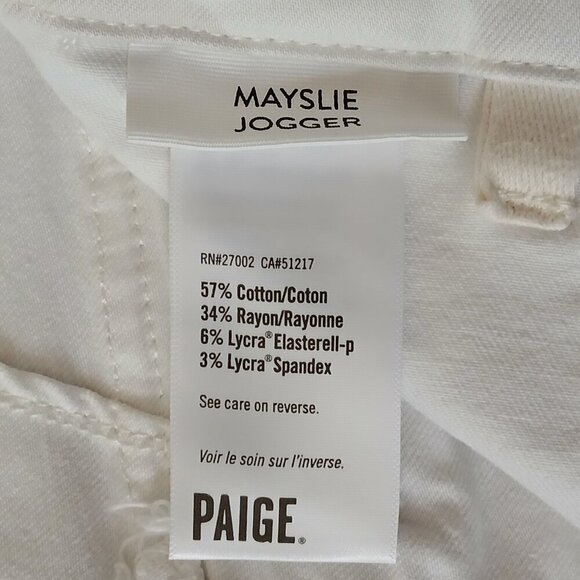 MAYSLIE
JOGGER
RN#27002 CA#51217
57% Cotton/Coton
34% Rayon/Rayonne
6% Lycra® Elasterell-p
3% Lycra® Spandex
See care on reverse.
Voir le soin sur l'inverse.
PAIGE®